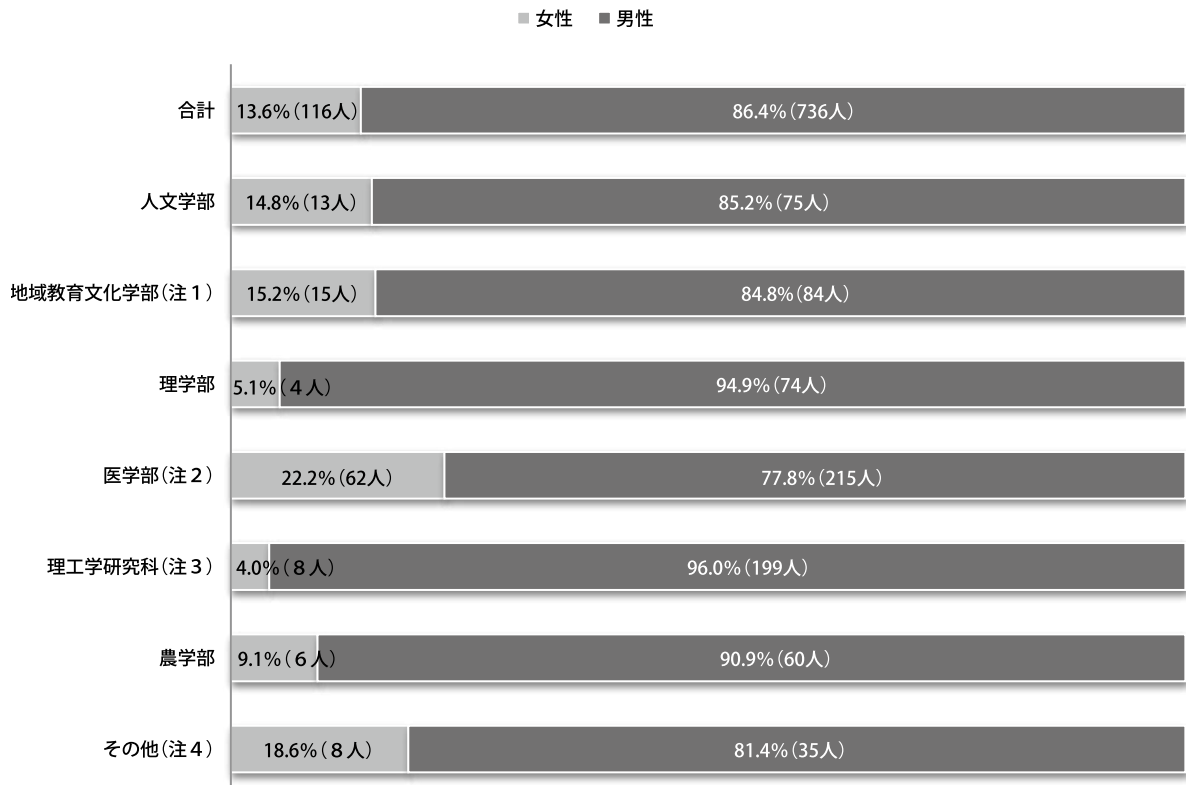 女性 男性
合計 13.6%（116人） 86.4%（736人）
人文学部 14.8%（13人） 85.2%（75人）
地域教育文化学部（注１） 15.2%（15人） 84.8%（84人）
理学部 5.1%（４人） 94.9%（74人）
医学部（注２） 22.2%（62人） 77.8%（215人）
理工学研究科（注３） 4.0%（８人） 96.0%（199人）
農学部 9.1%（６人） 90.9%（60人）
その他（注４） 18.6%（８人） 81.4%（35人）